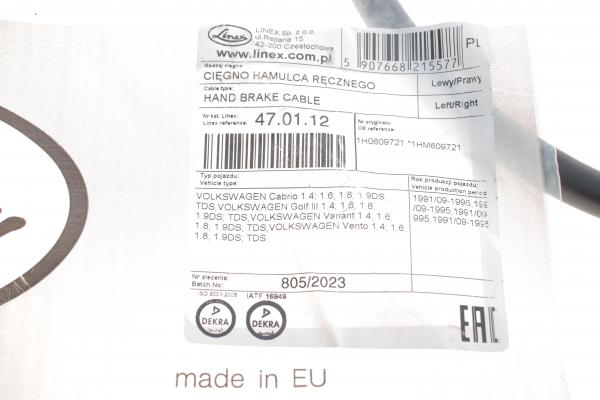 Linex
LINEX Sp. z o.o.
ul.Rejtana 15
42-200 Częstochowa
www.linex.com.pl
5 907668 215577
PL
Rodzaj cięgna:
CIĘGNO HAMULCA RĘCZNEGO
Lewy/Prawy
Cable type:
HAND BRAKE CABLE
Left/Right
Nr kat. Linex:
Linex reference:
47.01.12
Nr oryginału:
OE reference:
1H0609721 *1HM609721
Typ pojazdu:
Vehicle type:
Rok produkcji pojazdu:
Vehicle production period
VOLKSWAGEN Cabrio 1.4; 1.6; 1.8; 1.9DS;
TDS,VOLKSWAGEN Golf III 1.4; 1.6; 1.8;
1.9DS; TDS,VOLKSWAGEN Variant 1.4; 1.6
1.8; 1.9DS; TDS,VOLKSWAGEN Vento 1.4; 1.6
1.8; 1.9DS; TDS
1991/09-1995,199
/09-1995,1991/09
995,1991/09-1995
Nr zlecenia:
Batch No:
805/2023
ISO 9001:2008
IATF 16949
DEKRA
DEKRA
EAC
made in EU